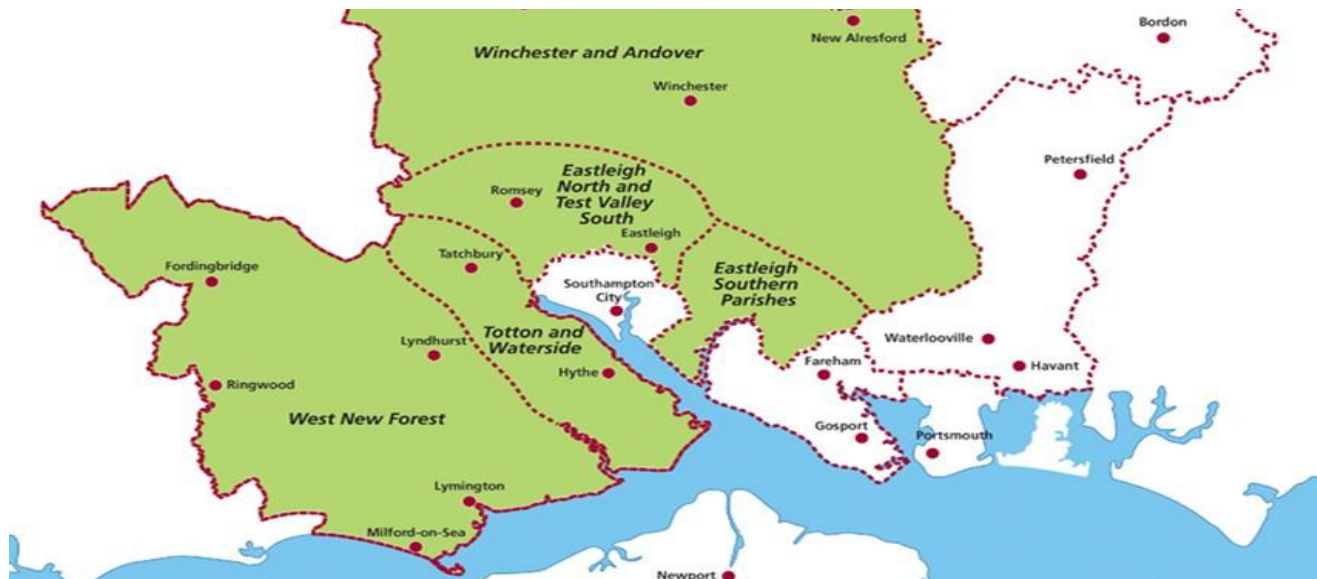 Bordon
New Alresford
Winchester and Andover
Winchester
Petersfield
Eastleigh
North and
Test Valley
South
Romsey
Eastleigh
Tatchbury
Fordingbridge
Eastleigh
Southern
Parishes
Southampton
City
Totton and
Waterside
Lyndhurst
Waterlooville
Fareham
Havant
Hythe
Ringwood
West New Forest
Gosport
Portsmouth
Lymington
Milford-on-Sea
Newport